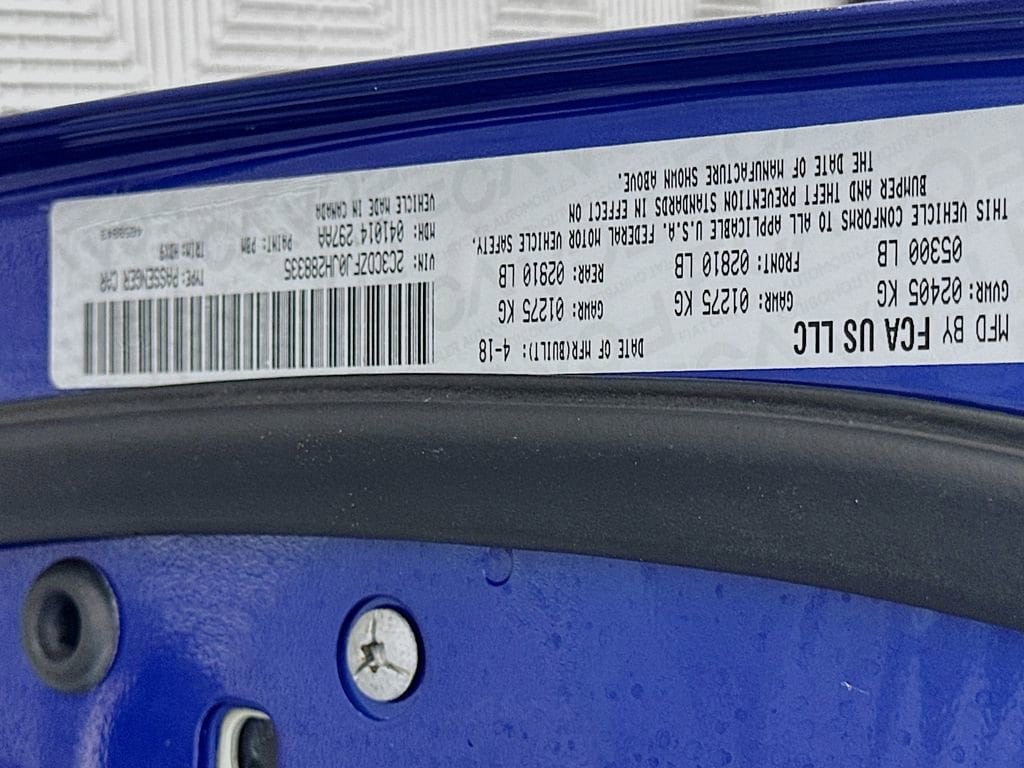 MFD BY FCA US LLC DATE OF MFR(BUILT): 4-18
GVWR: 02405 KG GAWR: 01275 KG GAWR: 01275 KG
05300 LB FRONT: 02810 LB REAR: 02810 LB
THIS VEHICLE CONFORMS TO ALL APPLICABLE U.S.A. FEDERAL MOTOR VEHICLE SAFETY,
BUMPER AND THEFT PREVENTION STANDARDS IN EFFECT ON
THE DATE OF MANUFACTURE SHOWN ABOVE.
VIN: 2C3CDZFJ0JH298335 TYPE: PASSENGER CAR
MDH: 041014 297AA PAINT: PBM TRIM: HDX9
VEHICLE MADE IN CANADA